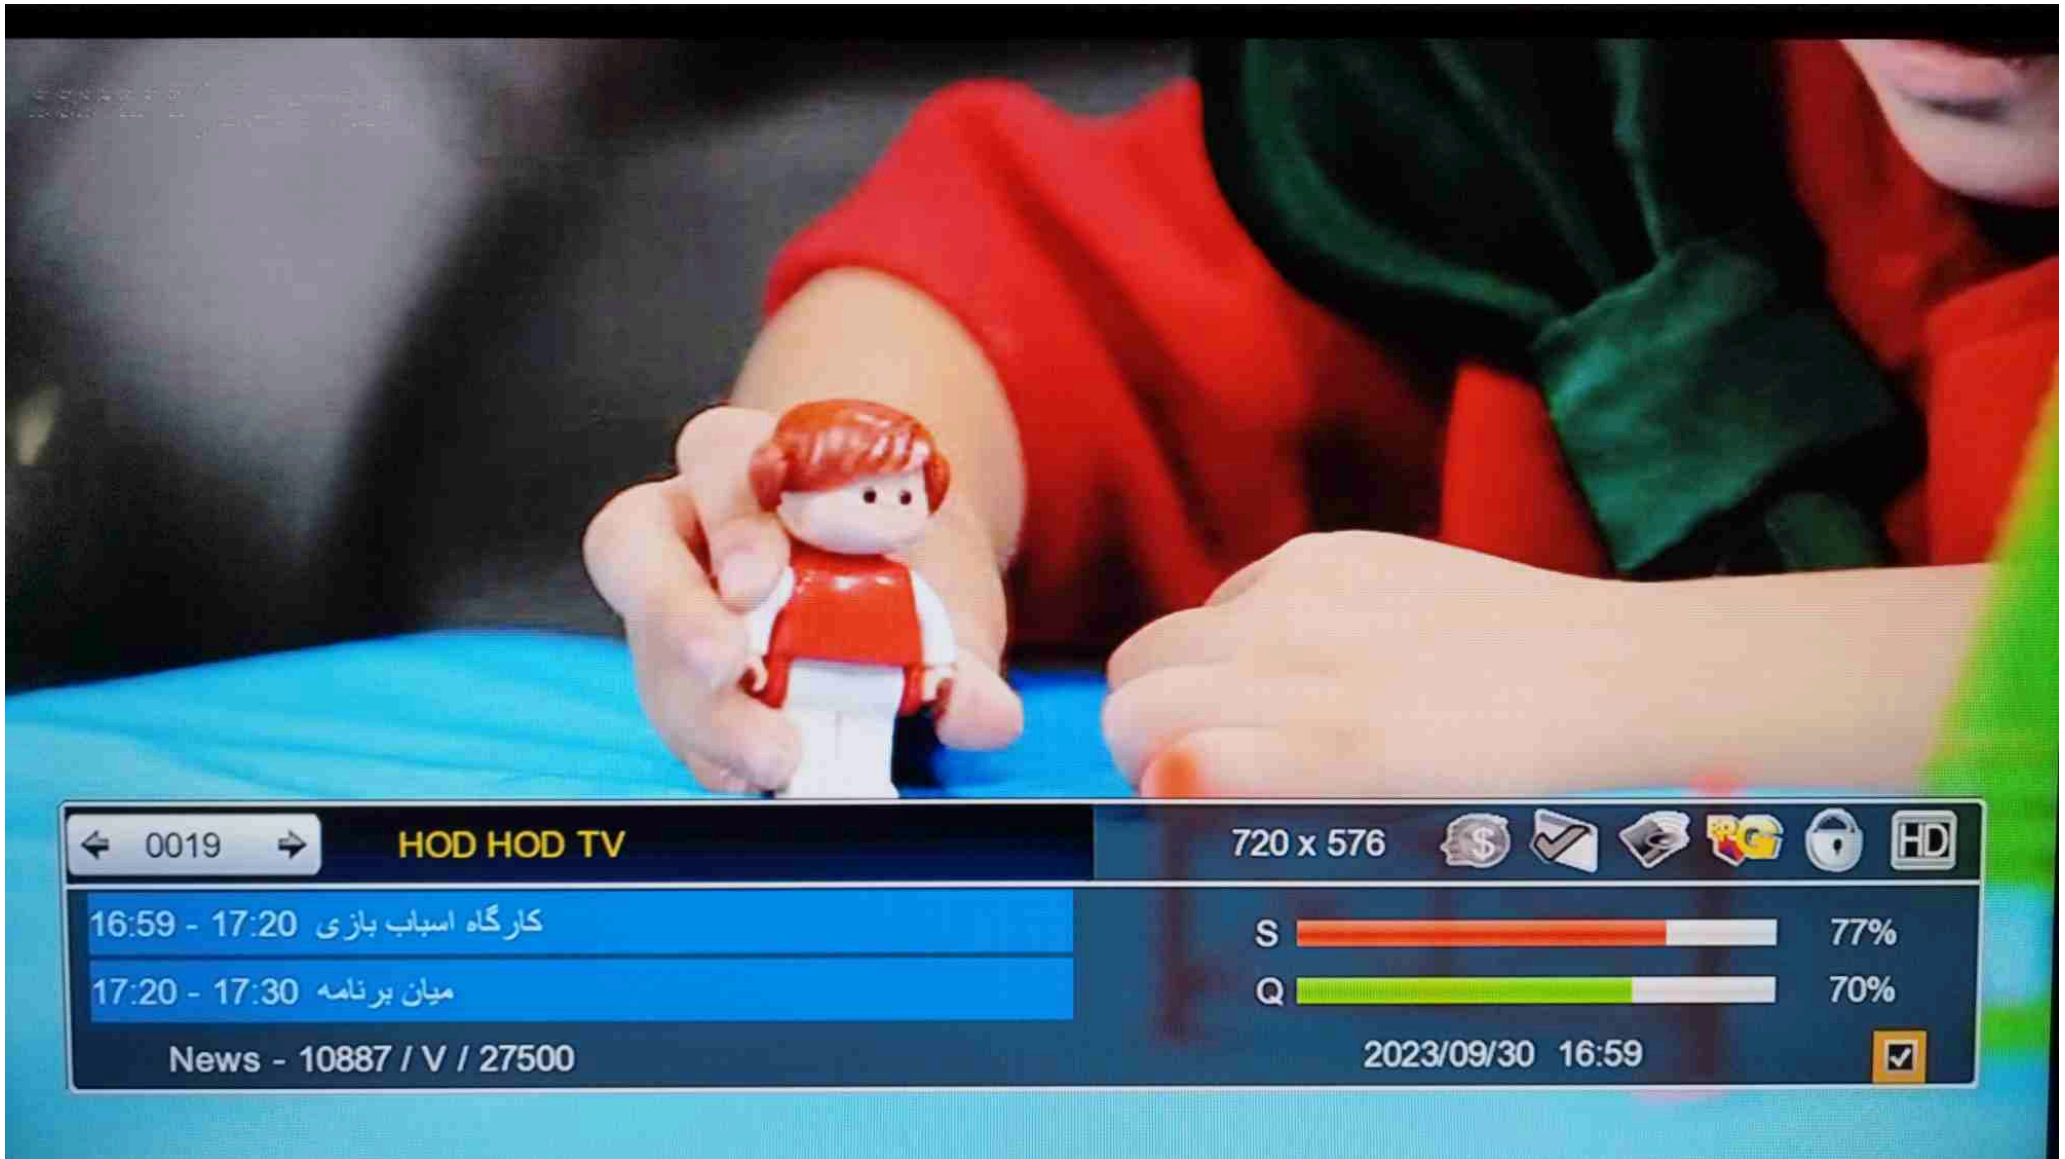 0019
HOD HOD TV
720 x 576
HD
16:59 - 17:20 کارگاه اسباب بازی
17:20 - 17:30 میان برنامه
S 77%
Q 70%
News - 10887 / V / 27500
2023/09/30 16:59